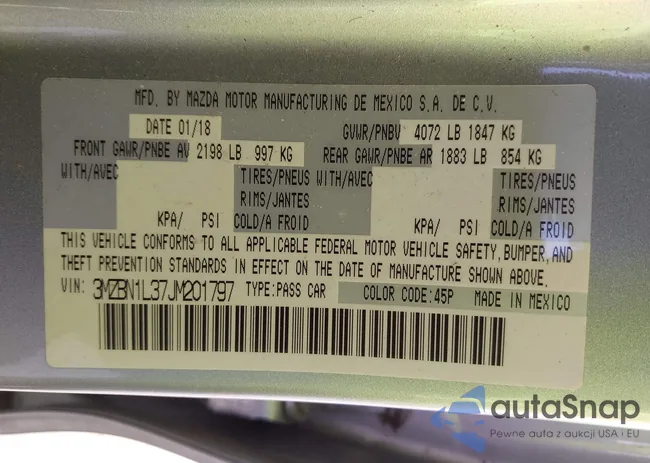 MFD. BY MAZDA MOTOR MANUFACTURING DE MEXICO S.A. DE C.V.
DATE 01/18 GVWR/PNBV 4072 LB 1847 KG
FRONT GAWR/PNBE AV 2198 LB 997 KG REAR GAWR/PNBE AR 1883 LB 854 KG
WITH/AVEC TIRES/PNEUS WITH/AVEC TIRES/PNEUS
RIMS/JANTES RIMS/JANTES
KPA/ PSI COLD/A FROID KPA/ PSI COLD/A FROID
THIS VEHICLE CONFORMS TO ALL APPLICABLE FEDERAL MOTOR VEHICLE SAFETY, BUMPER, AND
THEFT PREVENTION STANDARDS IN EFFECT ON THE DATE OF MANUFACTURE SHOWN ABOVE.
VIN: 3MZBN1L37JM201797 TYPE:PASS CAR COLOR CODE:45P MADE IN MEXICO
autaSnap
Pewne auta z aukcji USA i EU